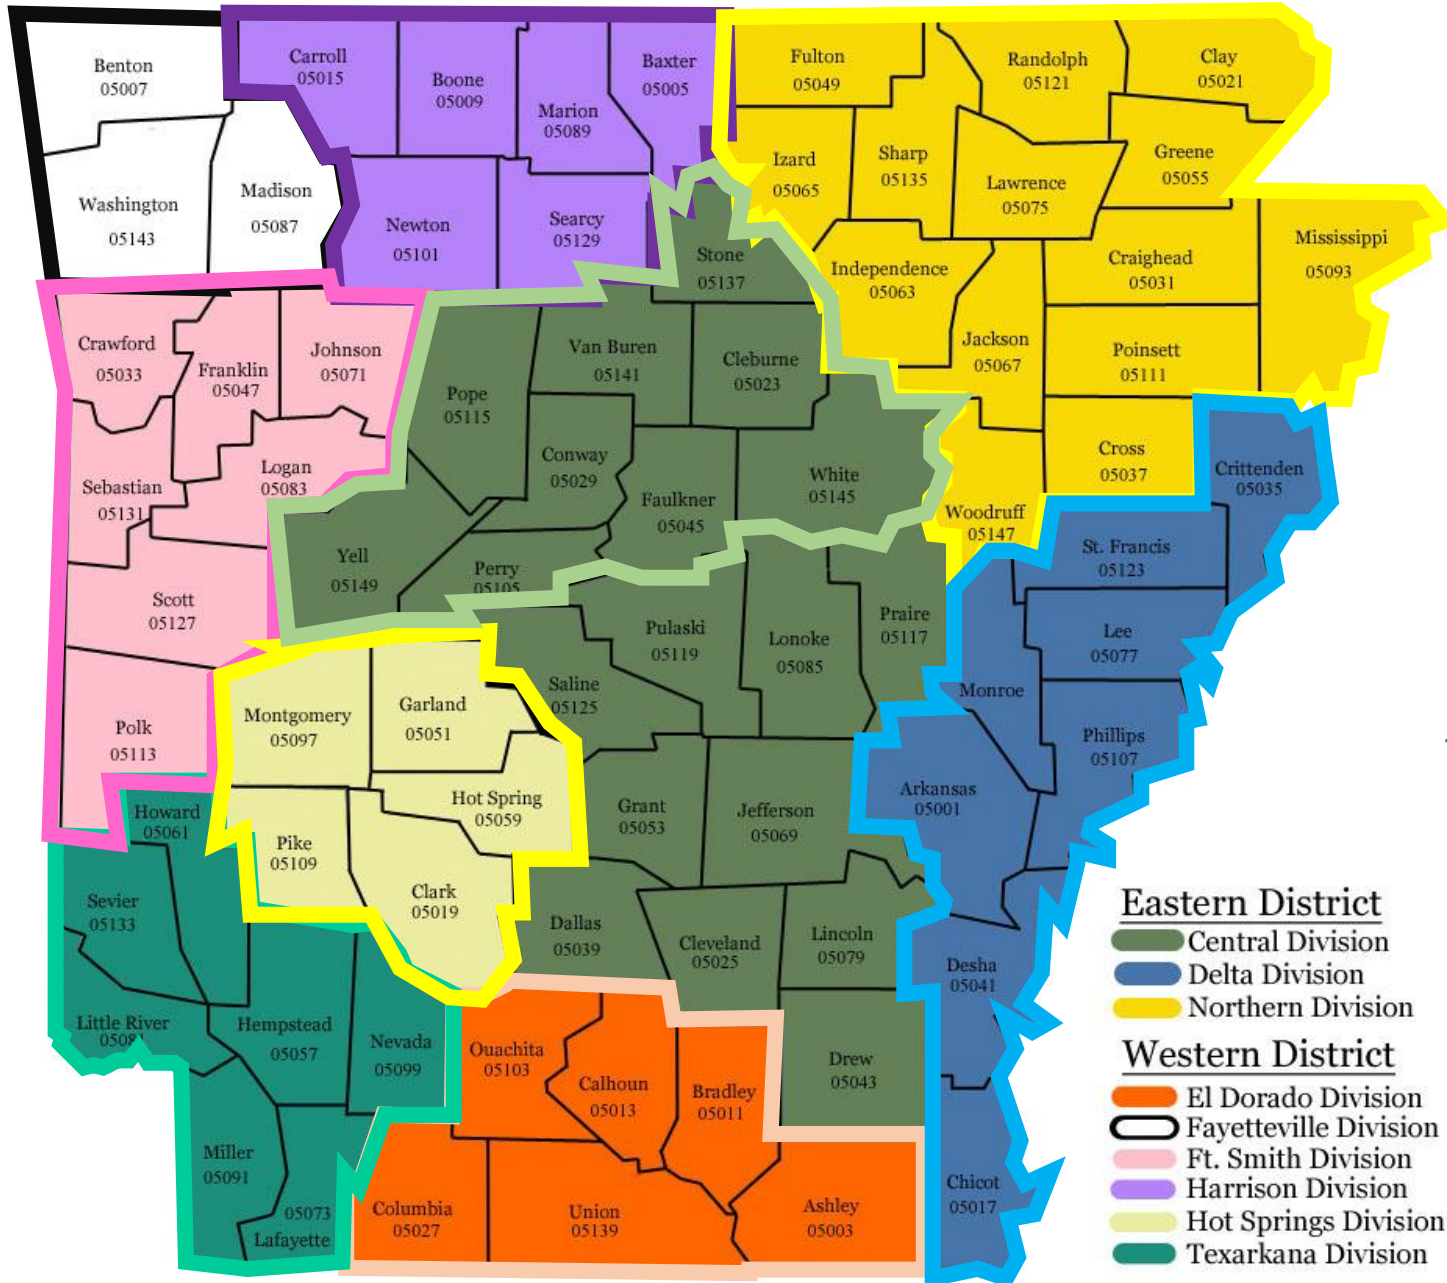 Benton
05007
Carroll
05015
Boone
05009
Marion
05089
Baxter
05005
Fulton
05049
Randolph
05121
Clay
05021
Washington
05143
Madison
05087
Newton
05101
Searcy
05129
Izard
05065
Sharp
05135
Lawrence
05075
Greene
05055
Stone
05137
Independence
05063
Craighead
05031
Mississippi
05093
Crawford
05033
Franklin
05047
Johnson
05071
Pope
05115
Van Buren
05141
Cleburne
05023
Jackson
05067
Poinsett
05111
Sebastian
05131
Logan
05083
Conway
05029
Faulkner
05045
White
05145
Cross
05037
Crittenden
05035
Woodruff
05147
St. Francis
05123
Yell
05149
Perry
05105
Scott
05127
Pulaski
05119
Lonoke
05085
Praire
05117
Lee
05077
Saline
05125
Monroe
Polk
05113
Montgomery
05097
Garland
05051
Phillips
05107
Hot Spring
05059
Grant
05053
Jefferson
05069
Arkansas
05001
Howard
05061
Pike
05109
Clark
05019
Sevier
05133
Dallas
05039
Cleveland
05025
Lincoln
05079
Desha
05041
Little River
05081
Hempstead
05057
Nevada
05099
Ouachita
05103
Calhoun
05013
Bradley
05011
Drew
05043
Miller
05091
05073
Lafayette
Columbia
05027
Union
05139
Ashley
05003
Chicot
05017
Eastern District
Central Division
Delta Division
Northern Division
Western District
El Dorado Division
Fayetteville Division
Ft. Smith Division
Harrison Division
Hot Springs Division
Texarkana Division